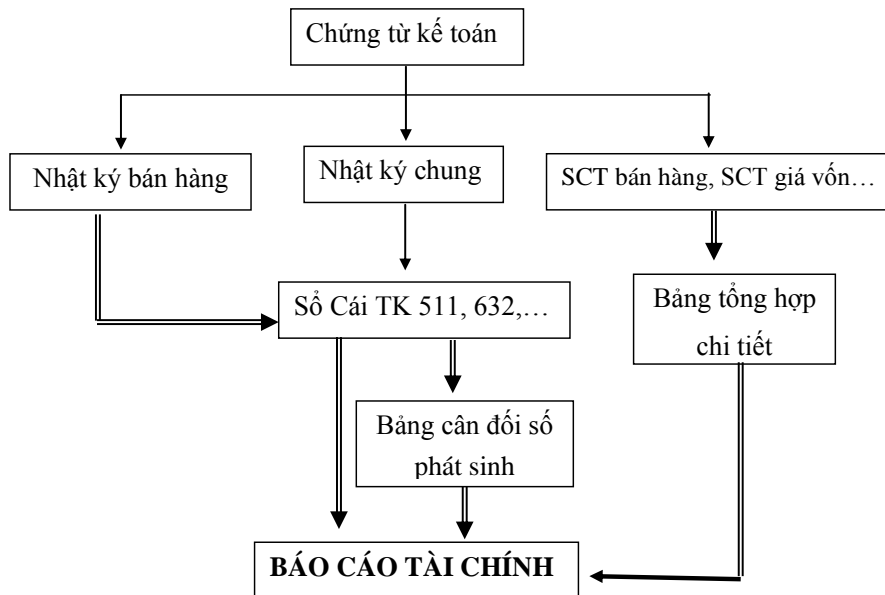 Chứng từ kế toán
Nhật ký bán hàng
Nhật ký chung
SCT bán hàng, SCT giá vốn…
Sổ Cái TK 511, 632,…
Bảng tổng hợp
chi tiết
Bảng cân đối số
phát sinh
BÁO CÁO TÀI CHÍNH